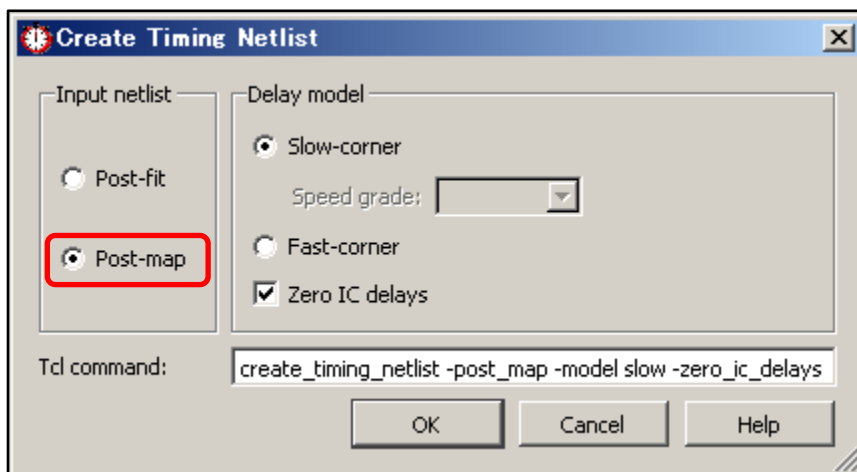 Create Timing Netlist
Input netlist
Post-fit
Post-map
Delay model
Slow-corner
Speed grade:
Fast-corner
Zero IC delays
Tcl command:
create_timing_netlist -post_map -model slow -zero_ic_delays
OK
Cancel
Help